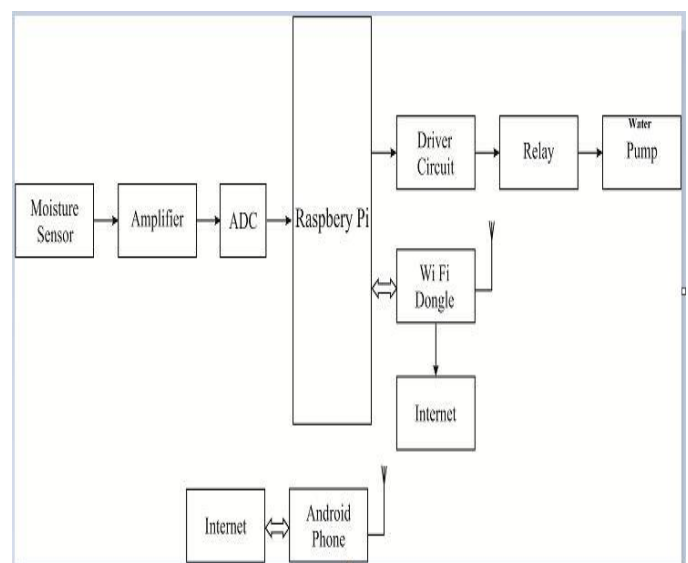 Moisture
Sensor
Amplifier
ADC
Raspbery Pi
Driver
Circuit
Relay
Water
Pump
Wi Fi
Dongle
Internet
Internet
Android
Phone